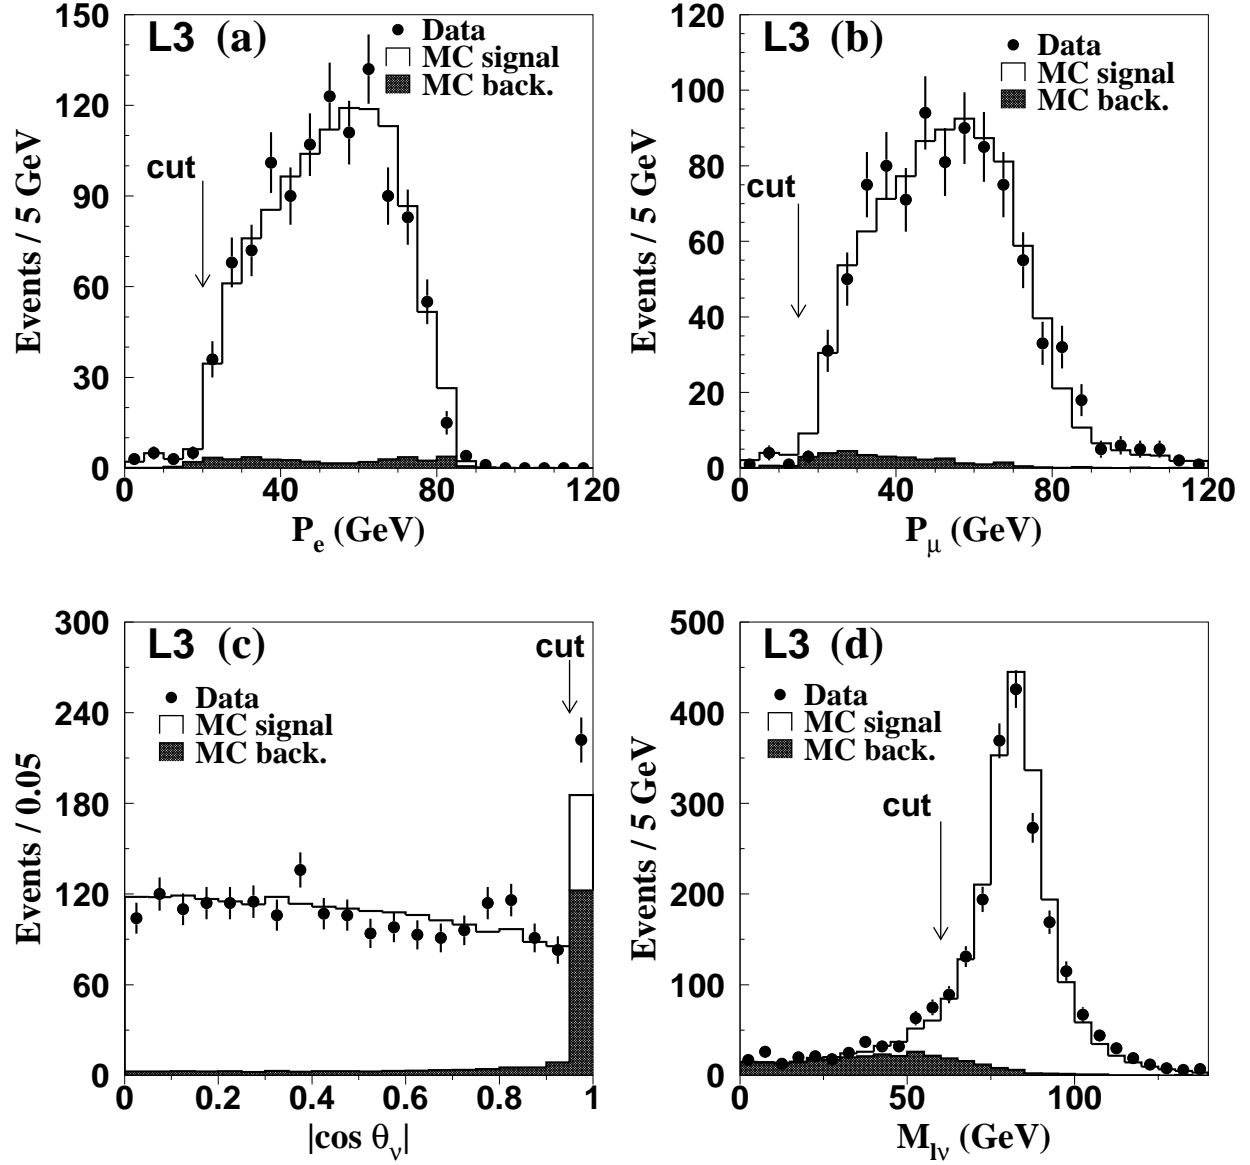 L3 (a)
Data
MC signal
MC back.
cut
Events / 5 GeV
150
120
90
60
30
0
0 40 80 120
P_e (GeV)
L3 (b)
Data
MC signal
MC back.
cut
Events / 5 GeV
120
100
80
60
40
20
0
0 40 80 120
P_μ (GeV)
L3 (c)
cut
Data
MC signal
MC back.
Events / 0.05
300
240
180
120
60
0
0 0.2 0.4 0.6 0.8 1
|cos θ_ν|
L3 (d)
Data
MC signal
MC back.
cut
Events / 5 GeV
500
400
300
200
100
0
0 50 100
M_lν (GeV)